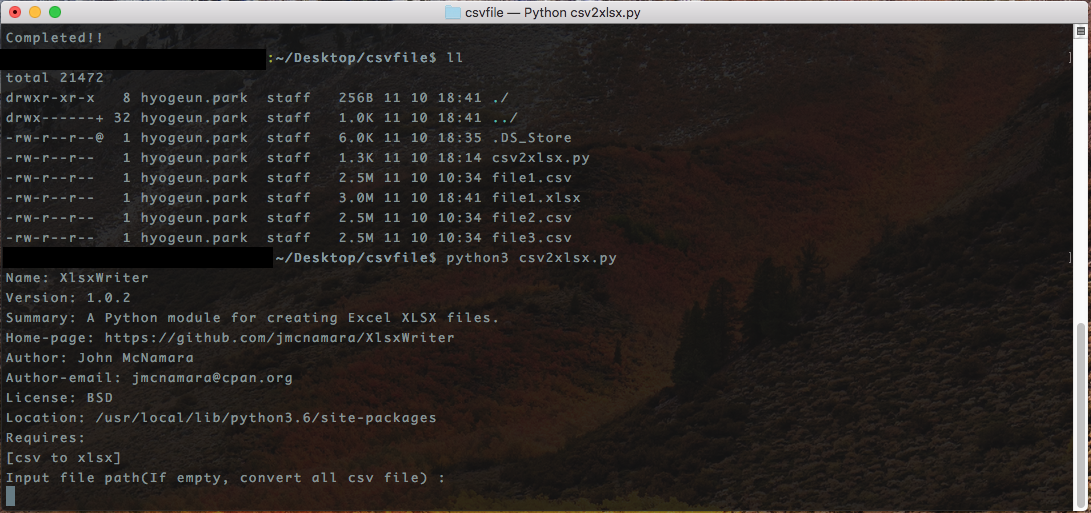 csvfile — Python csv2xlsx.py
Completed!!
:~/Desktop/csvfile$ ll
total 21472
drwxr-xr-x   8 hyogeun.park  staff   256B 11 10 18:41 ./
drwx------+ 32 hyogeun.park  staff   1.0K 11 10 18:41 ../
-rw-r--r--@  1 hyogeun.park  staff   6.0K 11 10 18:35 .DS_Store
-rw-r--r--   1 hyogeun.park  staff   1.3K 11 10 18:14 csv2xlsx.py
-rw-r--r--   1 hyogeun.park  staff   2.5M 11 10 10:34 file1.csv
-rw-r--r--   1 hyogeun.park  staff   3.0M 11 10 18:41 file1.xlsx
-rw-r--r--   1 hyogeun.park  staff   2.5M 11 10 10:34 file2.csv
-rw-r--r--   1 hyogeun.park  staff   2.5M 11 10 10:34 file3.csv
~/Desktop/csvfile$ python3 csv2xlsx.py
Name: XlsxWriter
Version: 1.0.2
Summary: A Python module for creating Excel XLSX files.
Home-page: https://github.com/jmcnamara/XlsxWriter
Author: John McNamara
Author-email: jmcnamara@cpan.org
License: BSD
Location: /usr/local/lib/python3.6/site-packages
Requires:
[csv to xlsx]
Input file path(If empty, convert all csv file) :